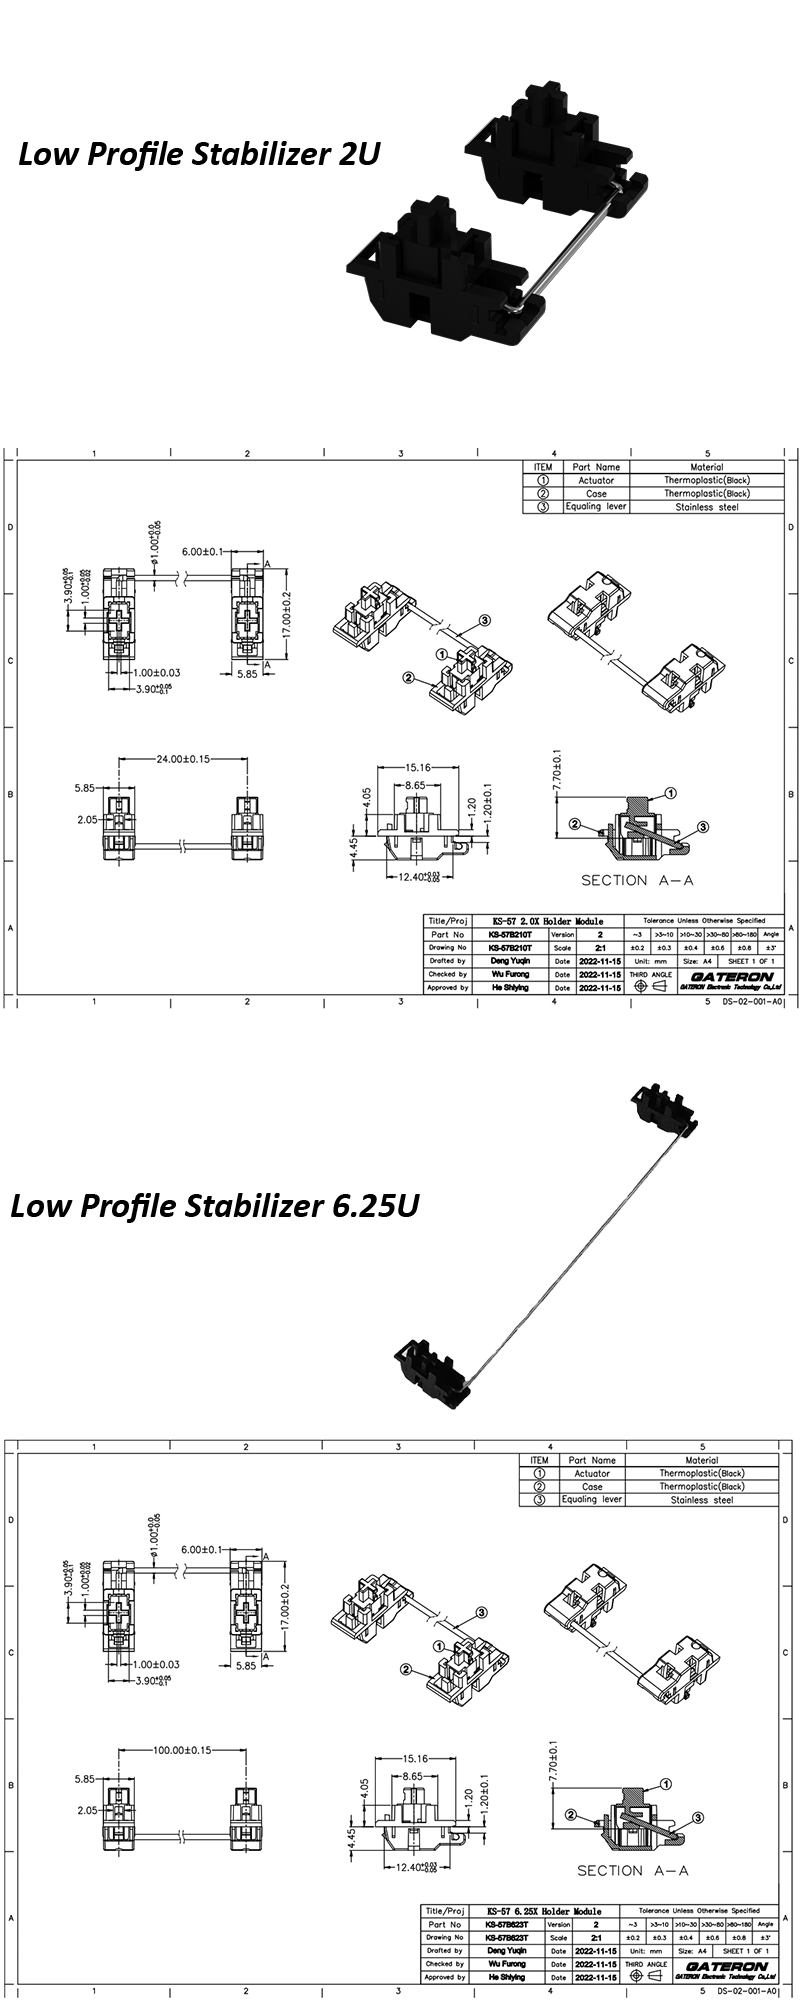 Low Profile Stabilizer 2U
1 2 3 4 5
ITEM Part Name Material
1 Actuator Thermoplastic(Black)
2 Case Thermoplastic(Black)
3 Equaling lever Stainless steel
D D
ø1.00+0.0 -0.05
6.00±0.1
A
3.90+0.05 -0.1
1.00+0.05 -0.02
17.00±0.2
3
1
2
C C
A
1.00±0.03
5.85
3.90+0.05 -0.1
24.00±0.15
15.16
7.70±0.1
5.85
8.65
1
B B
4.05
1.20
1.20±0.1
2.05
2
3
4.45
12.40+0.03 -0.05
SECTION A-A
A A
Title/Proj KS-57 2.0X Holder Module Tolerance Unless Otherwise Specified
Part No KS-57B210T Version 2 ~3 >3~10 >10~30 >30~80 >80~180 Angle
Drawing No KS-57B210T Scale 2:1 ±0.2 ±0.3 ±0.4 ±0.6 ±0.8 ±3°
Drafted by Deng Yuqin Date 2022-11-15 Unit: mm Size: A4 SHEET 1 OF 1
Checked by Wu Furong Date 2022-11-15 THIRD ANGLE GATERON
Approved by He Shiying Date 2022-11-15 GATERON Electronic Technology Co.,Ltd
1 2 3 4 5 DS-02-001-A0
Low Profile Stabilizer 6.25U
1 2 3 4 5
ITEM Part Name Material
1 Actuator Thermoplastic(Black)
2 Case Thermoplastic(Black)
3 Equaling lever Stainless steel
D D
ø1.00+0.0 -0.05
6.00±0.1
A
3.90+0.05 -0.1
1.00+0.05 -0.02
17.00±0.2
3
1
2
C C
A
1.00±0.03
5.85
3.90+0.05 -0.1
100.00±0.15
15.16
7.70±0.1
5.85
8.65
1
B B
4.05
1.20
1.20±0.1
2.05
2
3
4.45
12.40+0.03 -0.05
SECTION A-A
A A
Title/Proj KS-57 6.25X Holder Module Tolerance Unless Otherwise Specified
Part No KS-57B623T Version 2 ~3 >3~10 >10~30 >30~80 >80~180 Angle
Drawing No KS-57B623T Scale 2:1 ±0.2 ±0.3 ±0.4 ±0.6 ±0.8 ±3°
Drafted by Deng Yuqin Date 2022-11-15 Unit: mm Size: A4 SHEET 1 OF 1
Checked by Wu Furong Date 2022-11-15 THIRD ANGLE GATERON
Approved by He Shiying Date 2022-11-15 GATERON Electronic Technology Co.,Ltd
1 2 3 4 5 DS-02-001-A0